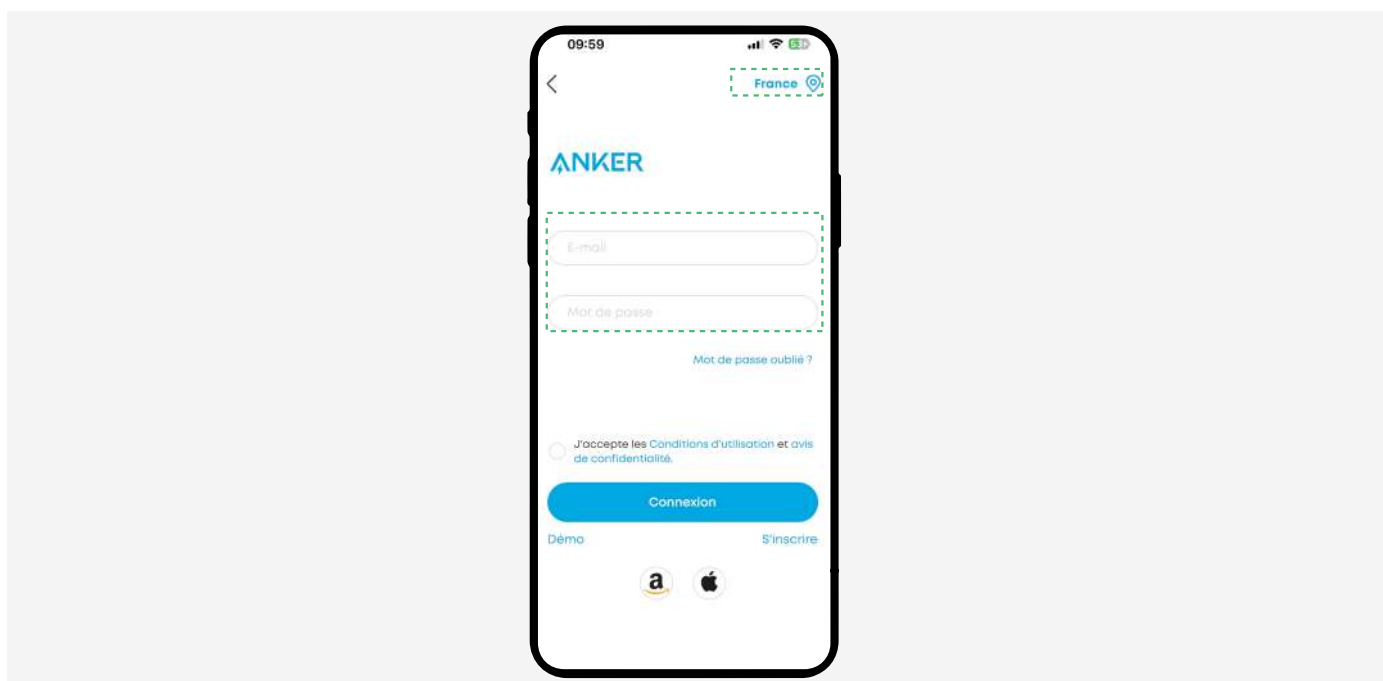 09:59
53
France
ANKER
E-mail
Mot de passe
Mot de passe oublié ?
J'accepte les Conditions d'utilisation et avis
de confidentialité.
Connexion
Démo
S'inscrire
a